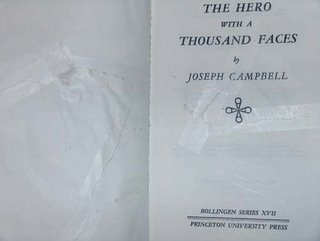 THE HERO
WITH A
THOUSAND FACES
by
JOSEPH CAMPBELL
BOLLINGEN SERIES XVII
PRINCETON UNIVERSITY PRESS